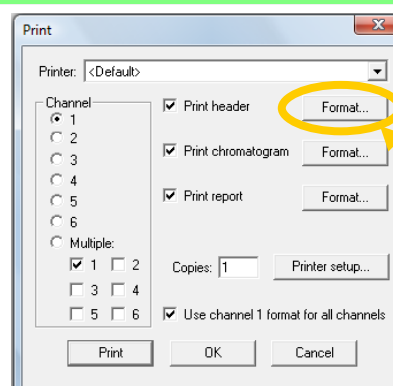 Print
Printer: <Default>
Channel
1
2
3
4
5
6
Multiple:
1 2
3 4
5 6
Print header Format...
Print chromatogram Format...
Print report Format...
Copies: 1 Printer setup...
Use channel 1 format for all channels
Print OK Cancel